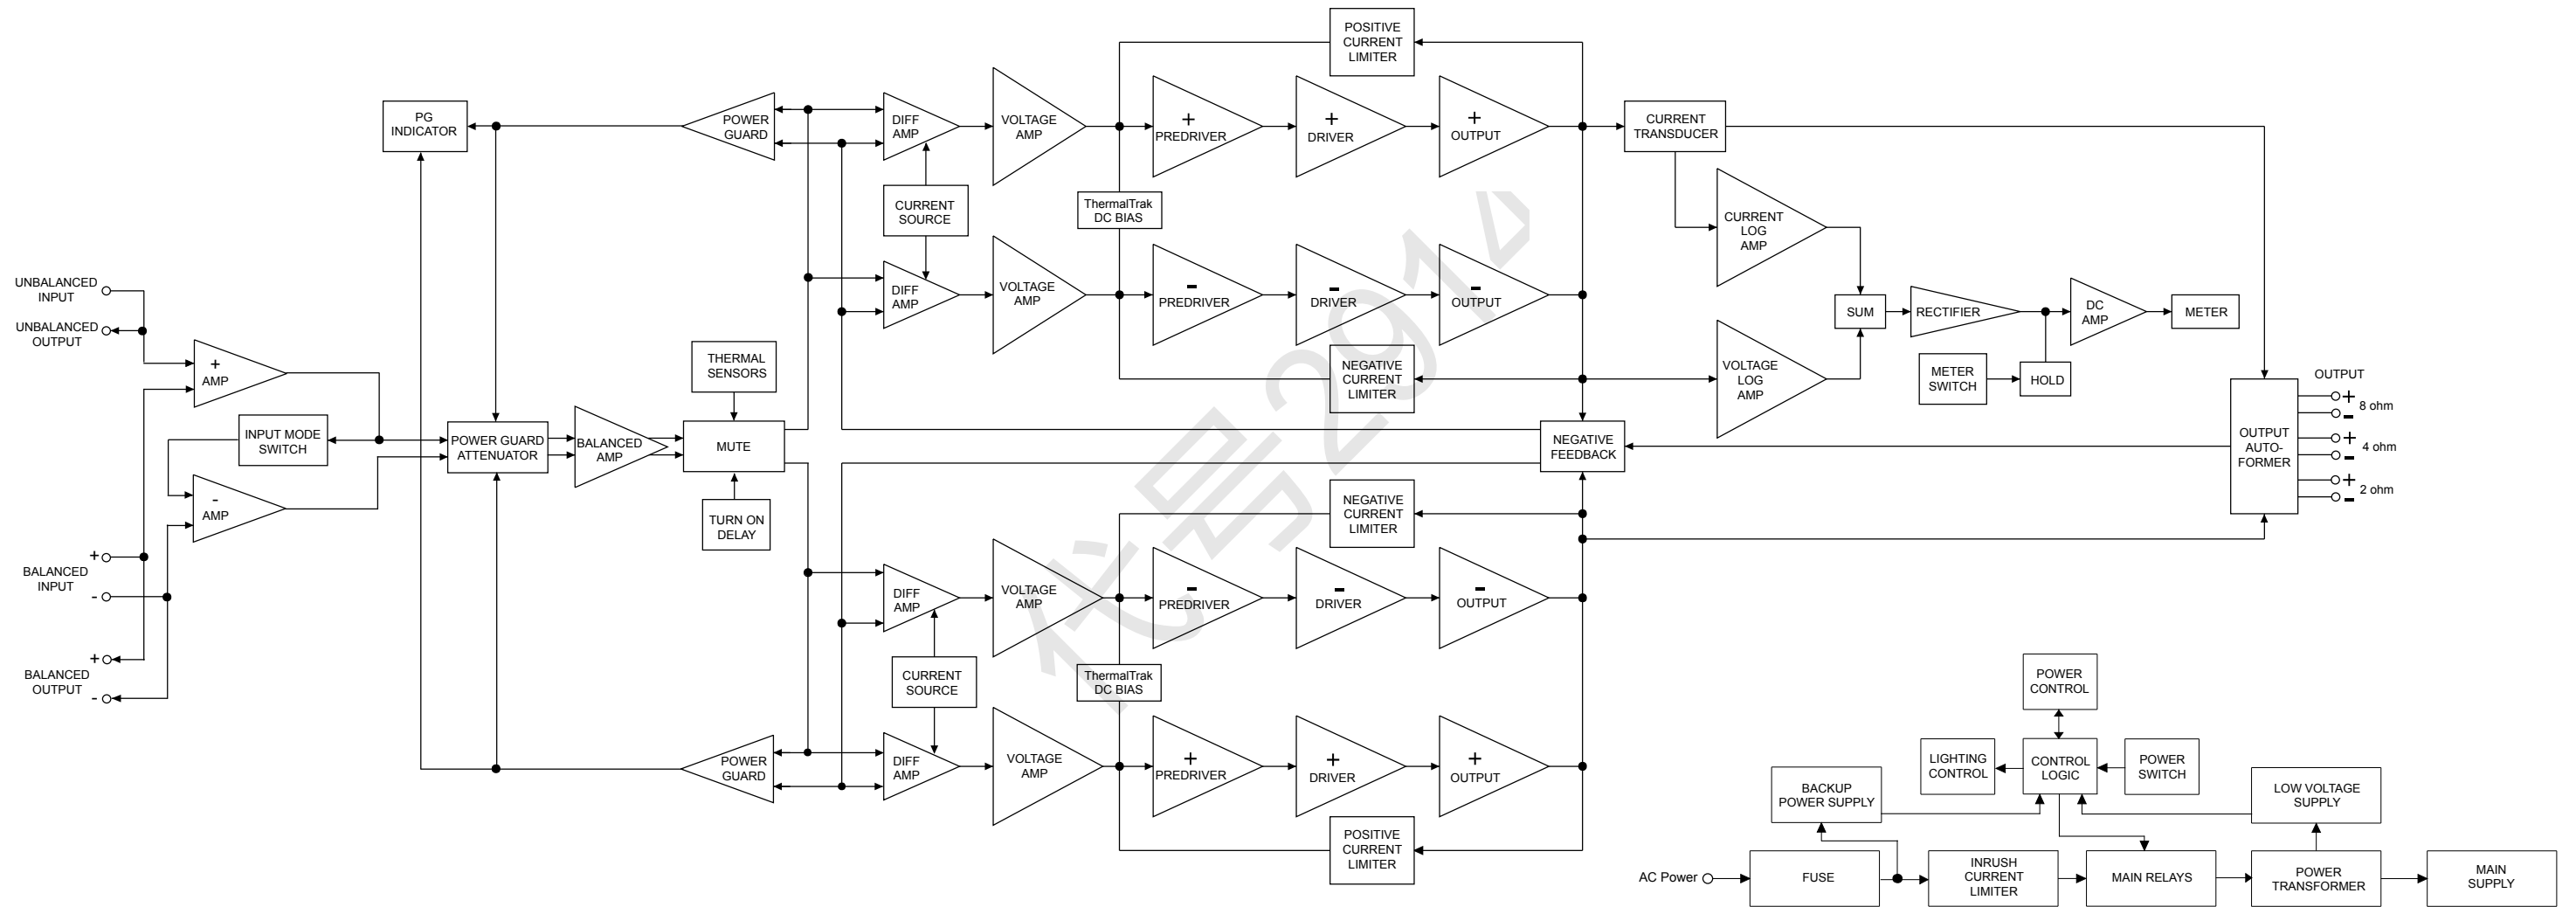 POSITIVE
CURRENT
LIMITER
PG
INDICATOR
POWER
GUARD
DIFF
AMP
VOLTAGE
AMP
+
PREDRIVER
+
DRIVER
+
OUTPUT
CURRENT
TRANSDUCER
CURRENT
SOURCE
ThermalTrak
DC BIAS
CURRENT
LOG
AMP
DIFF
AMP
VOLTAGE
AMP
-
PREDRIVER
-
DRIVER
-
OUTPUT
UNBALANCED
INPUT
UNBALANCED
OUTPUT
+
AMP
THERMAL
SENSORS
NEGATIVE
CURRENT
LIMITER
VOLTAGE
LOG
AMP
SUM
RECTIFIER
DC
AMP
METER
METER
SWITCH
HOLD
OUTPUT
+
-
8 ohm
+
-
4 ohm
+
-
2 ohm
OUTPUT
AUTO-
FORMER
INPUT MODE
SWITCH
POWER GUARD
ATTENUATOR
BALANCED
AMP
MUTE
NEGATIVE
FEEDBACK
-
AMP
TURN ON
DELAY
NEGATIVE
CURRENT
LIMITER
+
BALANCED
INPUT
-
+
BALANCED
OUTPUT
-
DIFF
AMP
VOLTAGE
AMP
-
PREDRIVER
-
DRIVER
-
OUTPUT
CURRENT
SOURCE
ThermalTrak
DC BIAS
POWER
GUARD
DIFF
AMP
VOLTAGE
AMP
+
PREDRIVER
+
DRIVER
+
OUTPUT
POSITIVE
CURRENT
LIMITER
POWER
CONTROL
LIGHTING
CONTROL
CONTROL
LOGIC
POWER
SWITCH
BACKUP
POWER SUPPLY
LOW VOLTAGE
SUPPLY
AC Power
FUSE
INRUSH
CURRENT
LIMITER
MAIN RELAYS
POWER
TRANSFORMER
MAIN
SUPPLY
代号2914